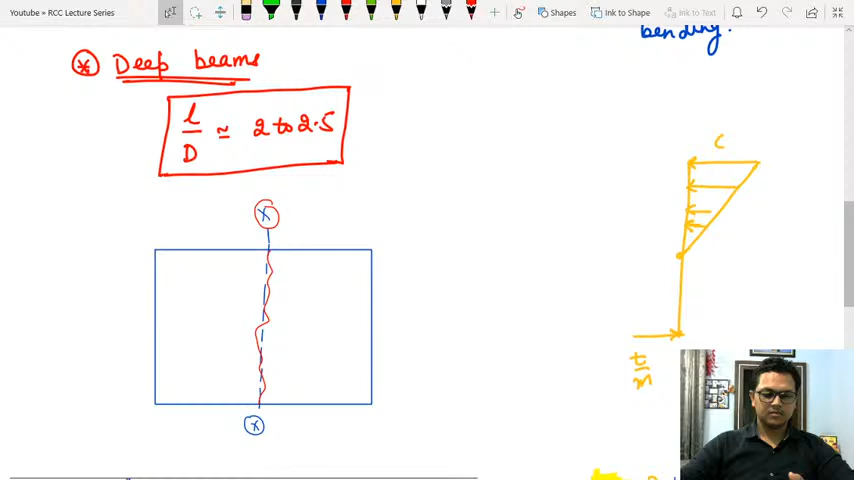 Youtube » RCC Lecture Series
Shapes
Ink to Shape
Ink to Text
bending.
* Deep beams
l/D ≃ 2 to 2.5
C
x
t/m
x